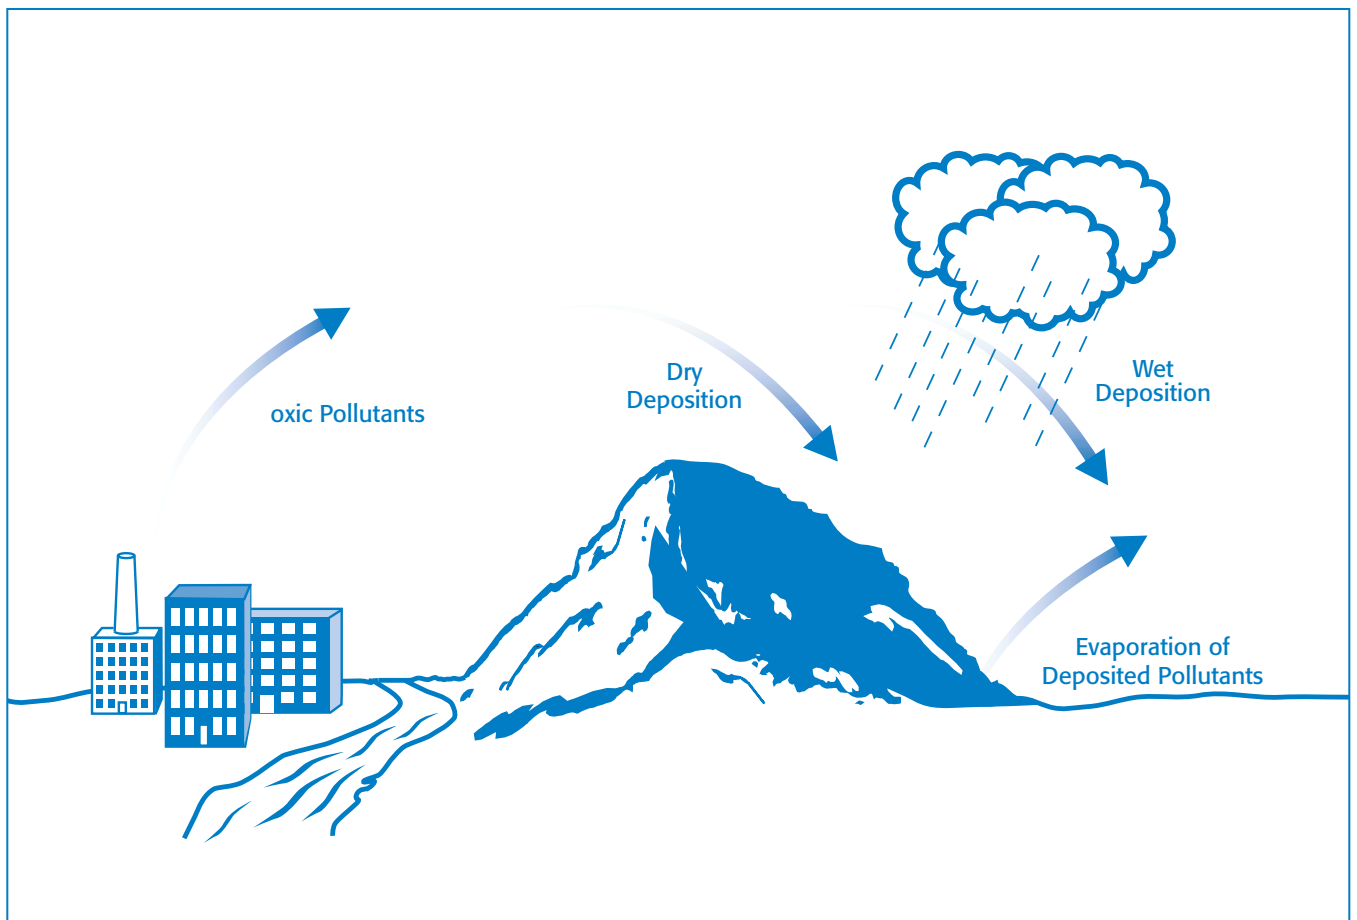 oxic Pollutants
Dry
Deposition
Wet
Deposition
Evaporation of
Deposited Pollutants